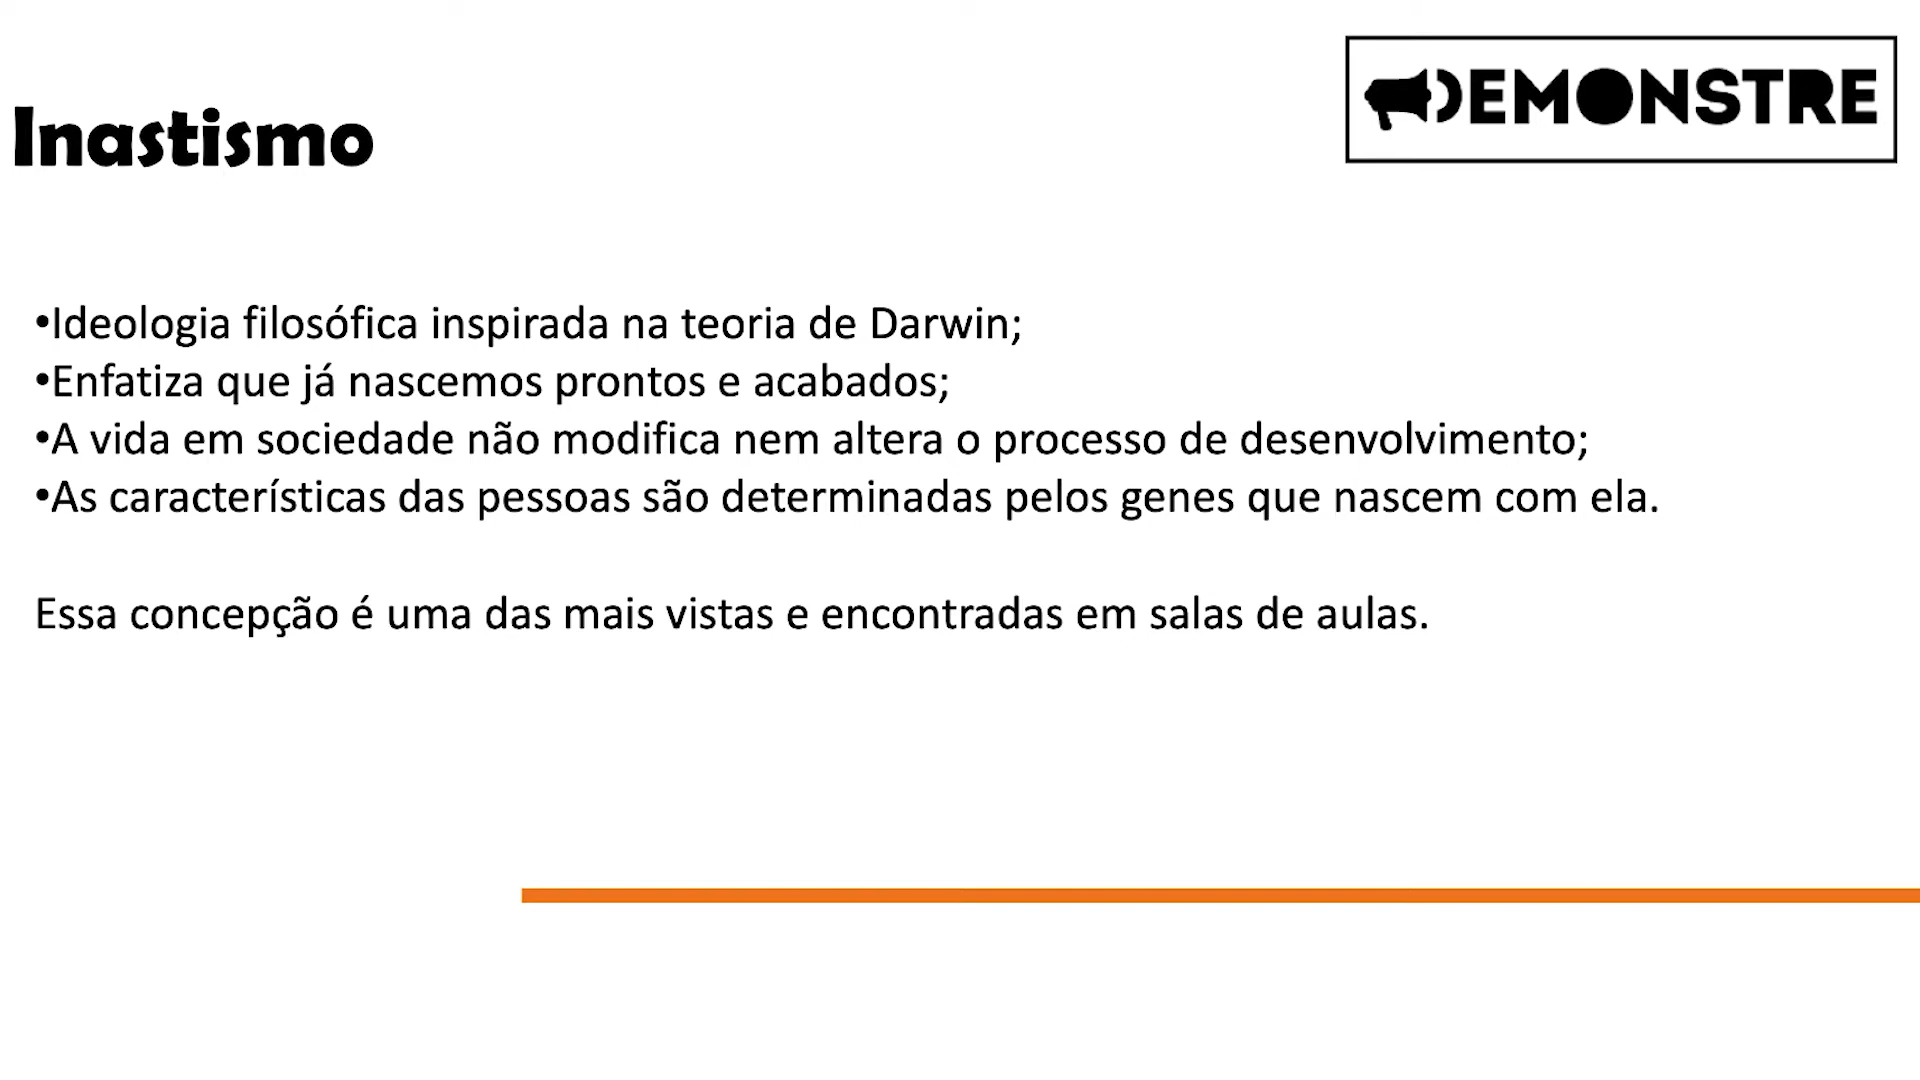 DEMONSTRE
Inastismo
•Ideologia filosófica inspirada na teoria de Darwin;
•Enfatiza que já nascemos prontos e acabados;
•A vida em sociedade não modifica nem altera o processo de desenvolvimento;
•As características das pessoas são determinadas pelos genes que nascem com ela.
Essa concepção é uma das mais vistas e encontradas em salas de aulas.